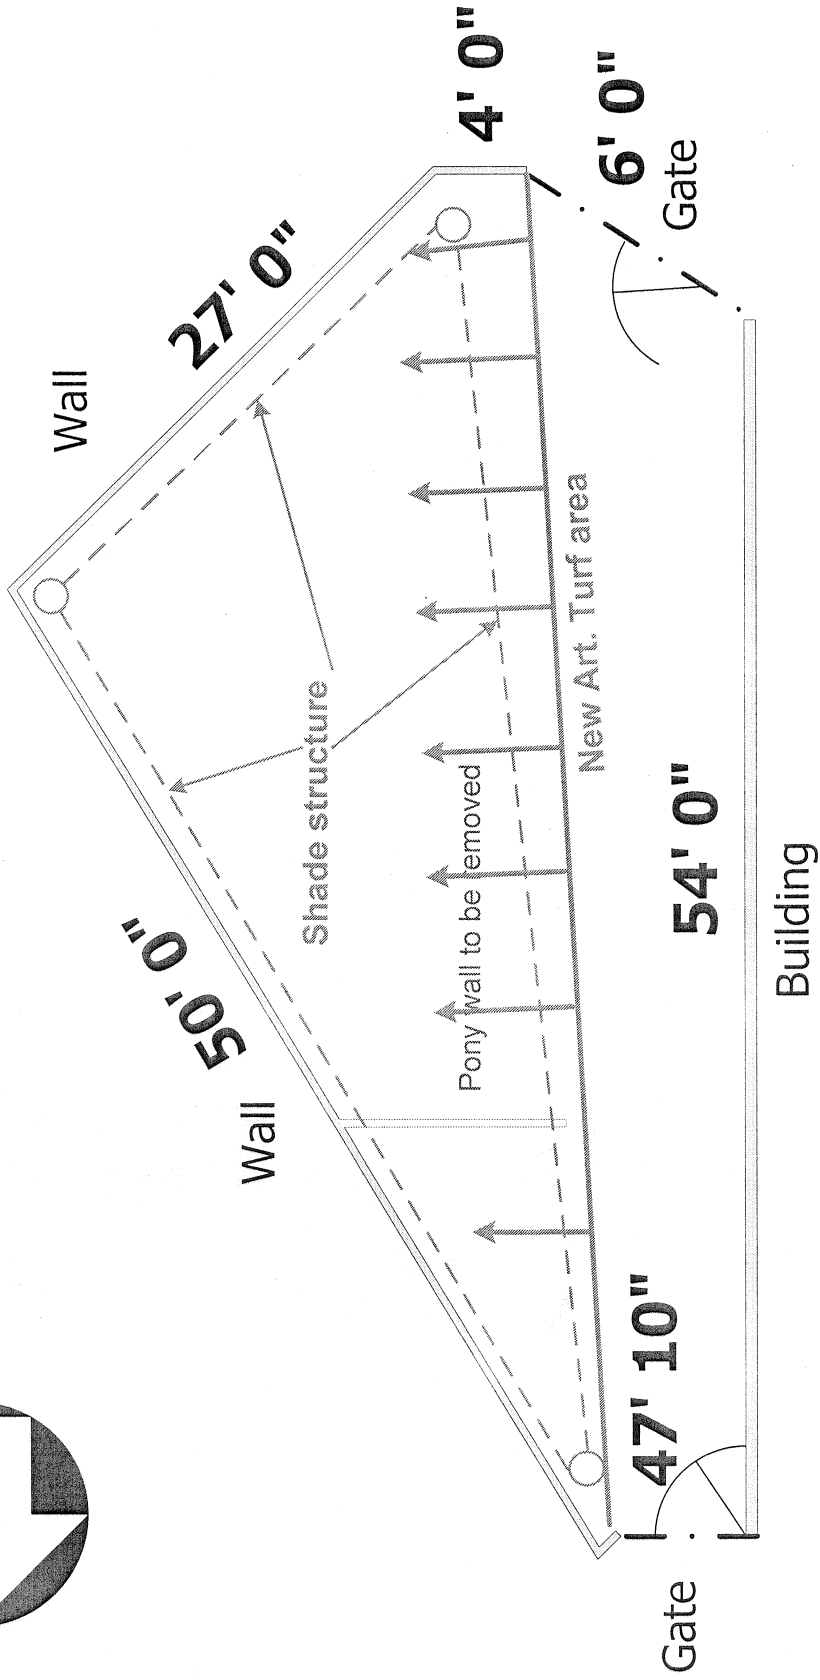 Wall
27' 0"
4' 0"
6' 0"
Gate
Wall
50' 0"
Shade structure
Pony wall to be removed
New Art. Turf area
54' 0"
Building
47' 10"
Gate